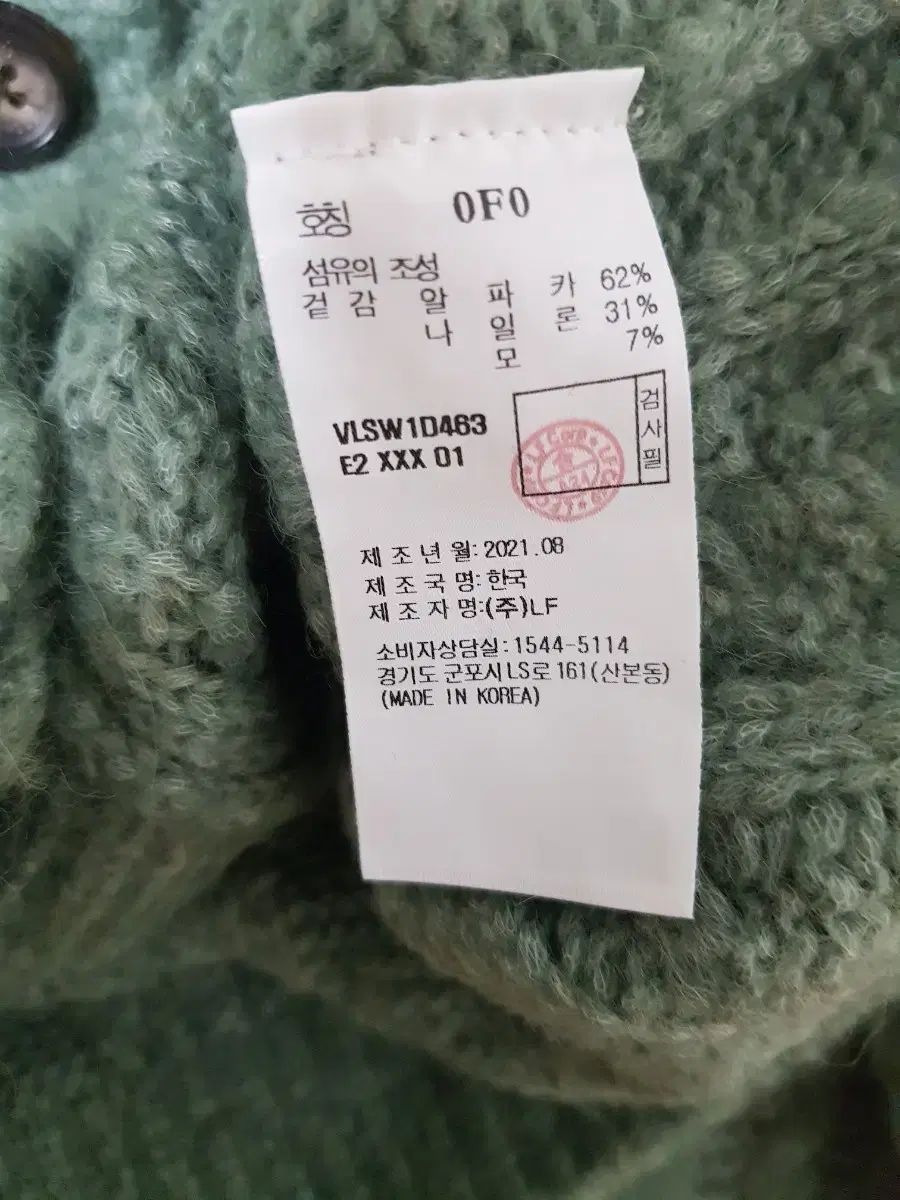 호칭 0F0
섬유의 조성
겉 감 알 파 카 62%
나 일 론 31%
모 7%
VLSW1D463
E2 XXX 01
검사필
제 조 년 월: 2021.08
제 조 국 명: 한국
제 조 자 명:(주)LF
소비자상담실:1544-5114
경기도 군포시LS로 161(산본동)
(MADE IN KOREA)